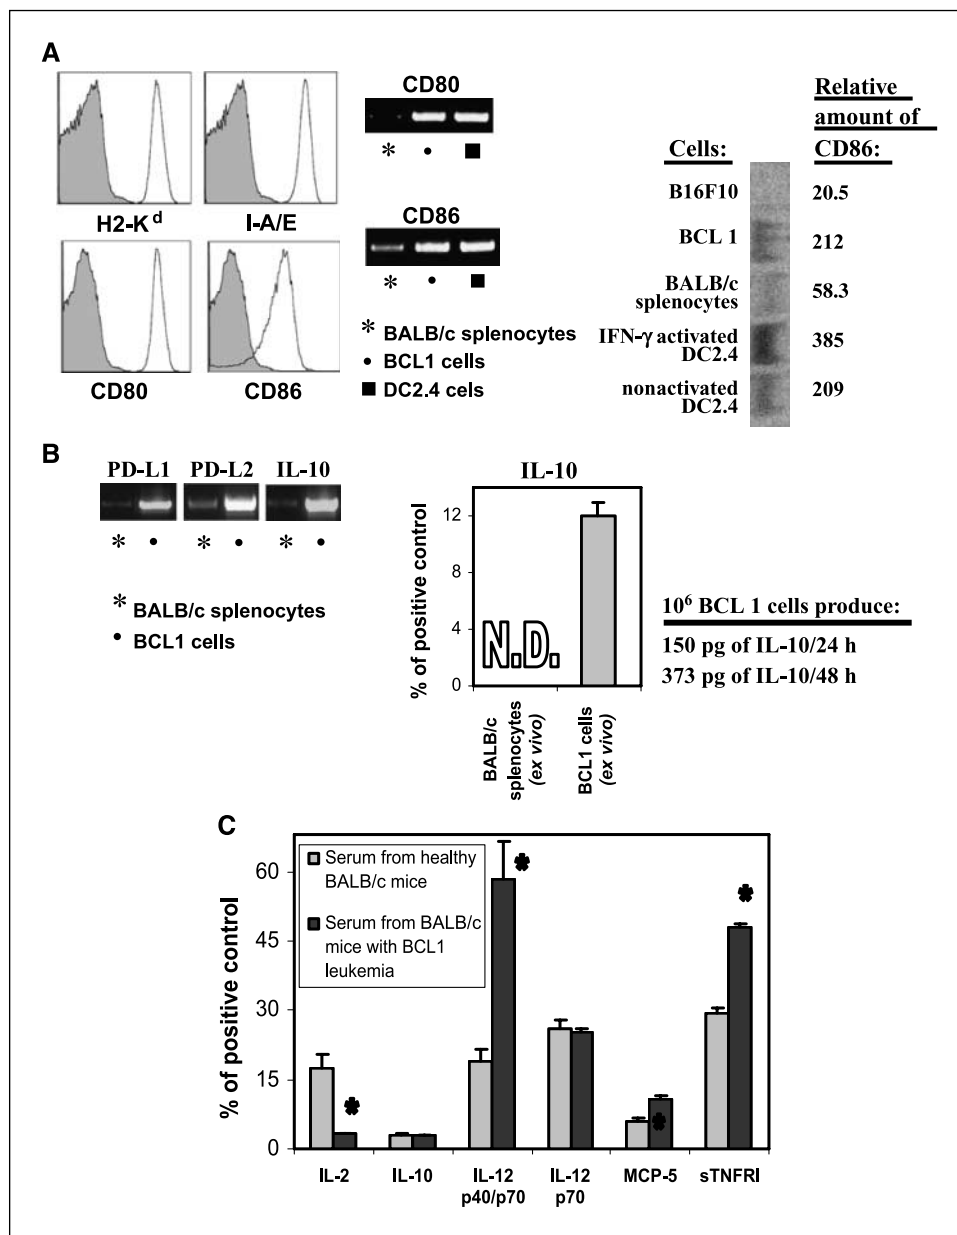 A
H2-K d
I-A/E
CD80
CD86
CD80
* • ■
CD86
* • ■
* BALB/c splenocytes
• BCL1 cells
■ DC2.4 cels
Relative
amount of
Cells: CD86:
B16F10 20.5
BCL 1 212
BALB/c
splenocytes 58.3
IFN-γ activated
DC2.4 385
nonactivated
DC2.4 209
B
PD-L1 PD-L2 IL-10
* • * • * •
* BALB/c splenocytes
• BCL1 cells
IL-10
% of positive control
12
8
4
0
N.D.
BALB/c
splenocytes
(ex vivo)
BCL1 cells
(ex vivo)
10⁶ BCL 1 cells produce:
150 pg of IL-10/24 h
373 pg of IL-10/48 h
C
% of positive control
60
45
30
15
0
Serum from healthy
BALB/c mice
Serum from BALB/c
mice with BCL1
leukemia
* * * *
IL-2 IL-10 IL-12 IL-12 MCP-5 sTNFRI
p40/p70 p70